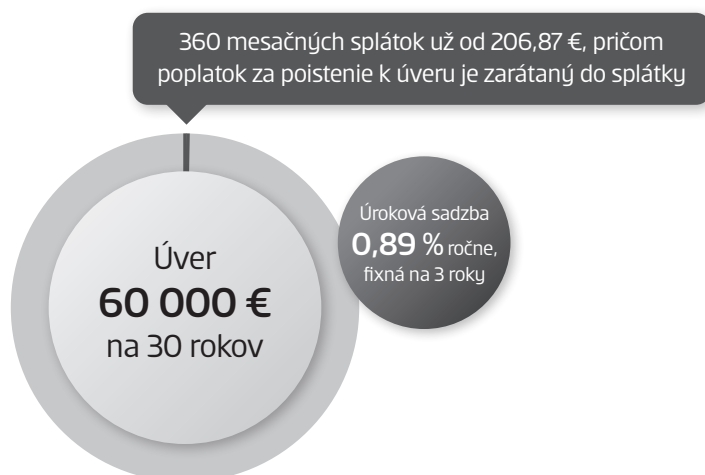 360 mesačných splátok už od 206,87 €, pričom
poplatok za poistenie k úveru je zarátaný do splátky
Úroková sadzba
0,89 % ročne,
fixná na 3 roky
Úver
60 000 €
na 30 rokov